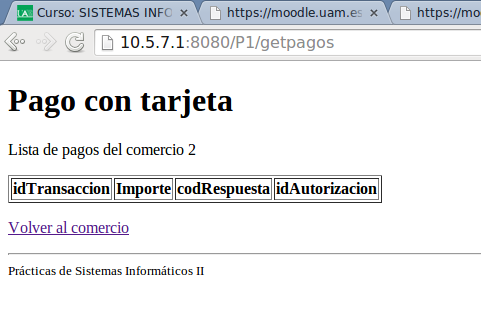 Curso: SISTEMAS INFO https://moodle.uam.es https://moo
10.5.7.1:8080/P1/getpagos
Pago con tarjeta
Lista de pagos del comercio 2
idTransaccion Importe codRespuesta idAutorizacion
Volver al comercio
Prácticas de Sistemas Informáticos II